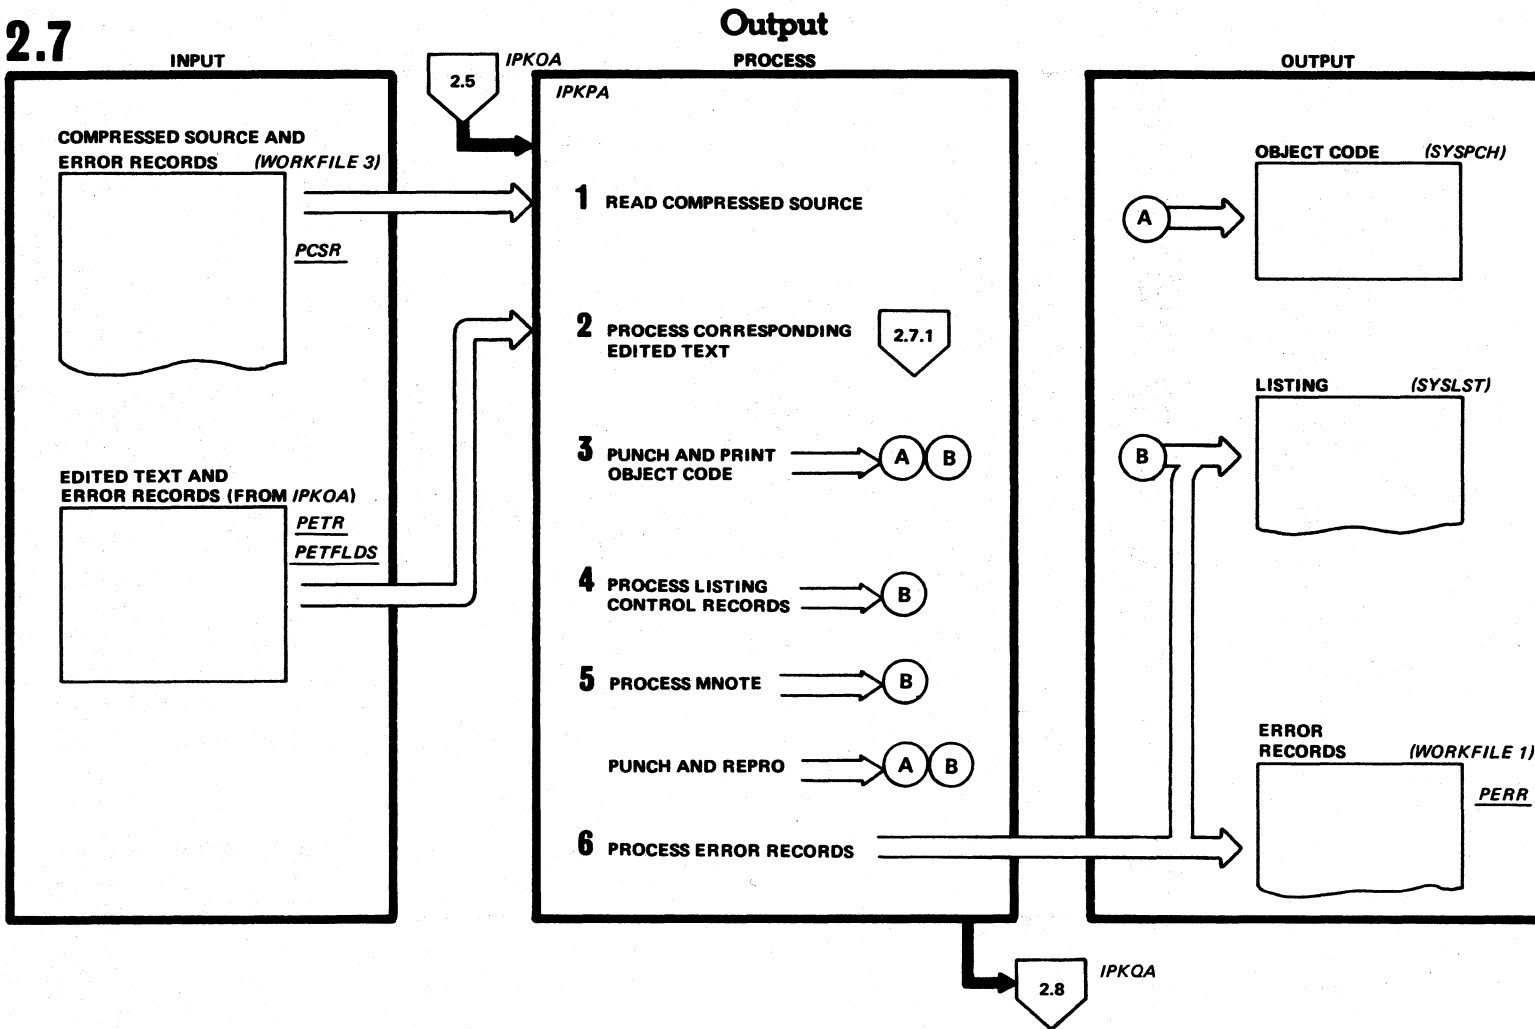 2.7
Output
INPUT
2.5
IPKOA
PROCESS
OUTPUT
COMPRESSED SOURCE AND
ERROR RECORDS (WORKFILE 3)
PCSR
EDITED TEXT AND
ERROR RECORDS (FROM IPKOA)
PETR
PETFLDS
IPKPA
1 READ COMPRESSED SOURCE
2 PROCESS CORRESPONDING
EDITED TEXT
2.7.1
3 PUNCH AND PRINT
OBJECT CODE
A B
4 PROCESS LISTING
CONTROL RECORDS
B
5 PROCESS MNOTE
B
PUNCH AND REPRO
A B
6 PROCESS ERROR RECORDS
OBJECT CODE (SYSPCH)
A
LISTING (SYSLST)
B
ERROR
RECORDS (WORKFILE 1)
PERR
2.8
IPKQA